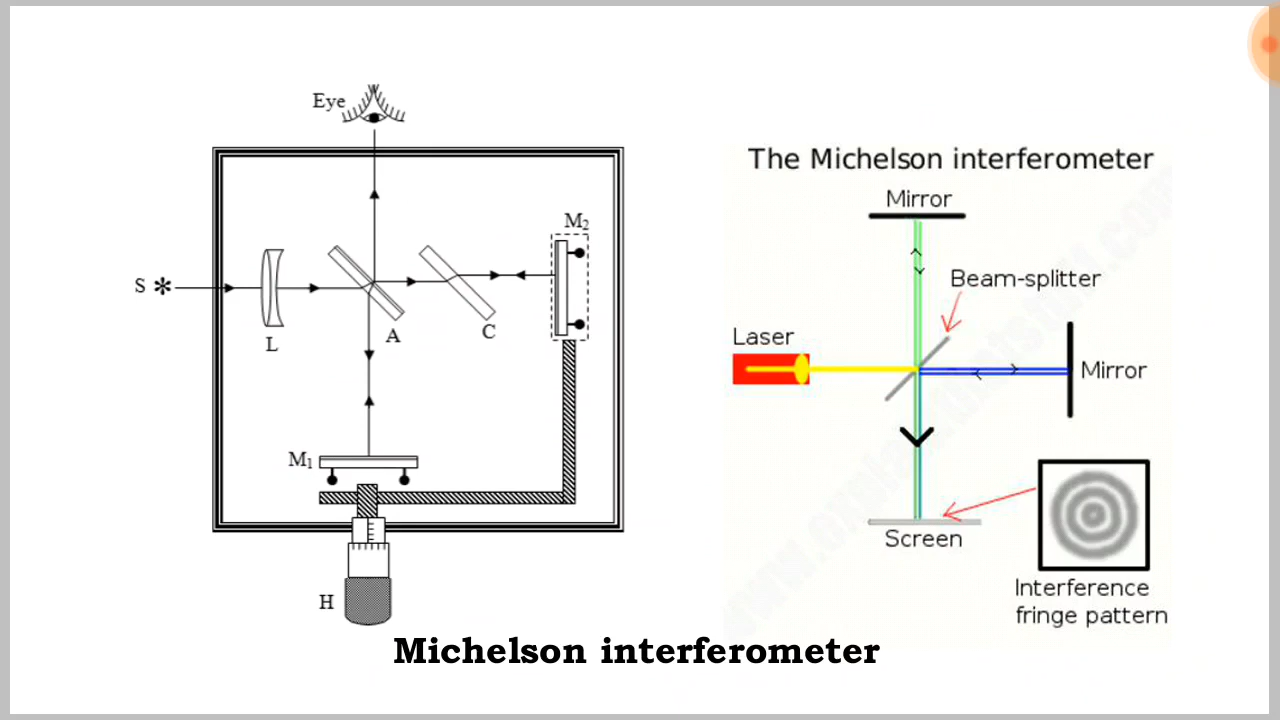 Eye
M₂
S
L
A
C
M₁
H
The Michelson interferometer
Mirror
Beam-splitter
Laser
Mirror
Screen
Interference
fringe pattern
Michelson interferometer